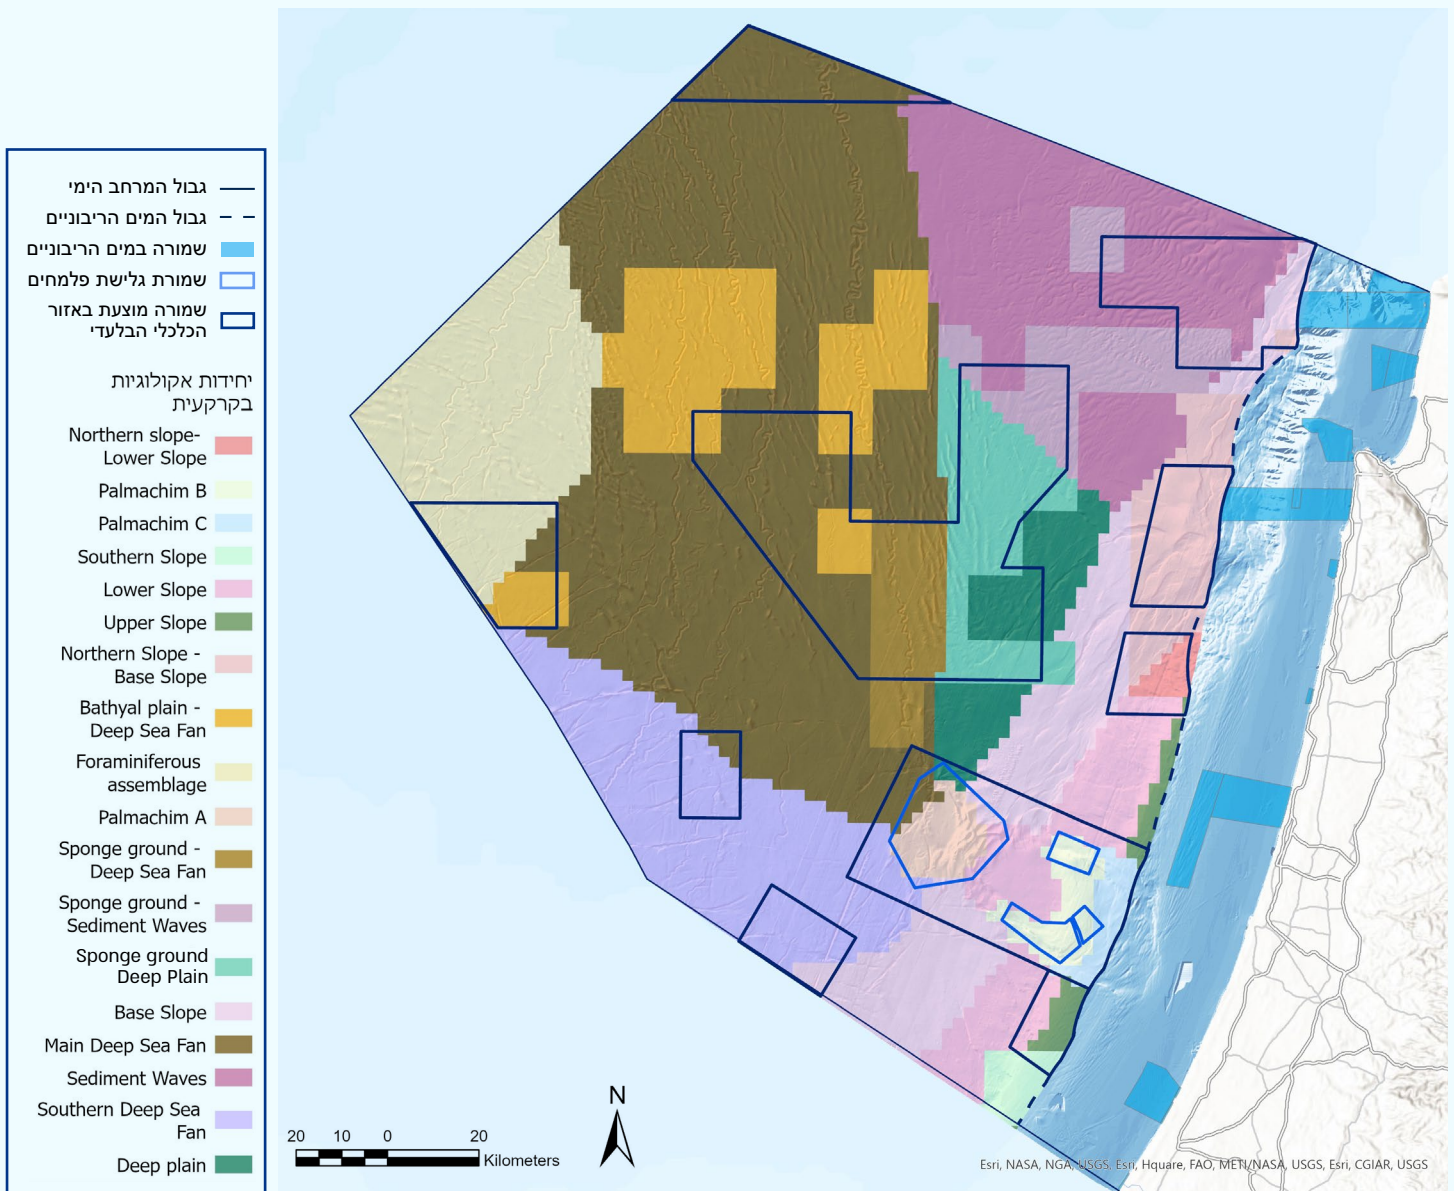 גבול המרחב הימי
גבול המים הריבוניים
שמורה במים הריבוניים
שמורת גלישת פלמחים
שמורה מוצעת באזור
הכלכלי הבלעדי
יחידות אקולוגיות
בקרקעית
Northern slope-
Lower Slope
Palmachim B
Palmachim C
Southern Slope
Lower Slope
Upper Slope
Northern Slope -
Base Slope
Bathyal plain -
Deep Sea Fan
Foraminiferous
assemblage
Palmachim A
Sponge ground -
Deep Sea Fan
Sponge ground -
Sediment Waves
Sponge ground
Deep Plain
Base Slope
Main Deep Sea Fan
Sediment Waves
Southern Deep Sea
Fan
Deep plain
N
20 10 0 20
Kilometers
Esri, NASA, NGA, USGS, Esri, Hquare, FAO, METI/NASA, USGS, Esri, CGIAR, USGS